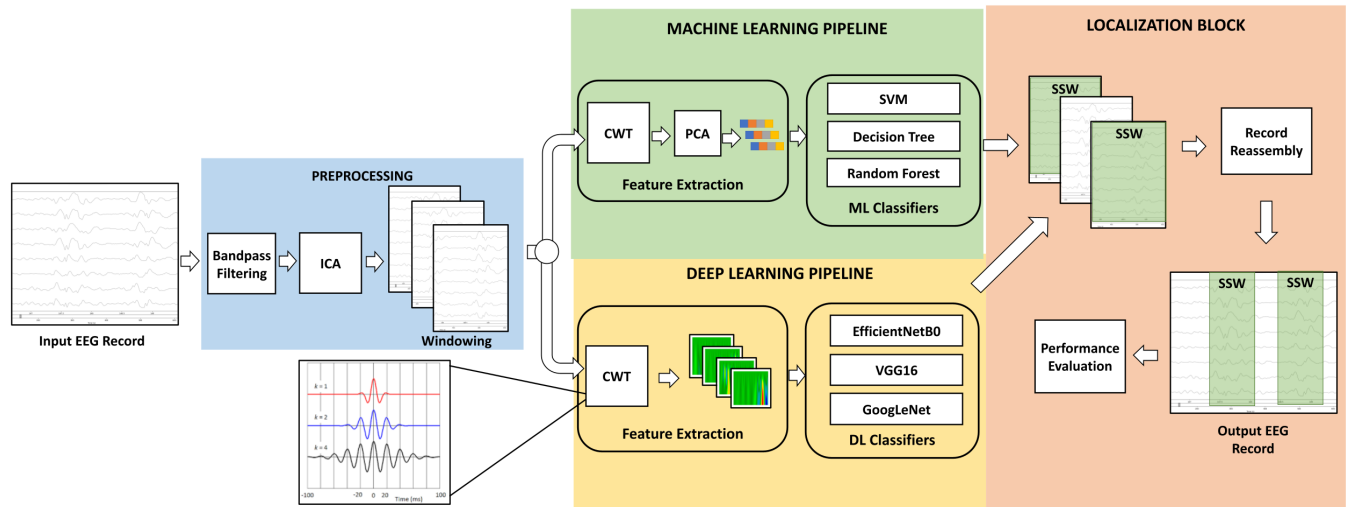 Input EEG Record
PREPROCESSING
Bandpass
Filtering
ICA
Windowing
k = 1
k = 2
k = 4
-100
-20
0
20
100
Time (ms)
MACHINE LEARNING PIPELINE
CWT
PCA
Feature Extraction
SVM
Decision Tree
Random Forest
ML Classifiers
DEEP LEARNING PIPELINE
CWT
Feature Extraction
EfficientNetB0
VGG16
GoogLeNet
DL Classifiers
LOCALIZATION BLOCK
SSW
SSW
Record
Reassembly
SSW
SSW
Output EEG
Record
Performance
Evaluation